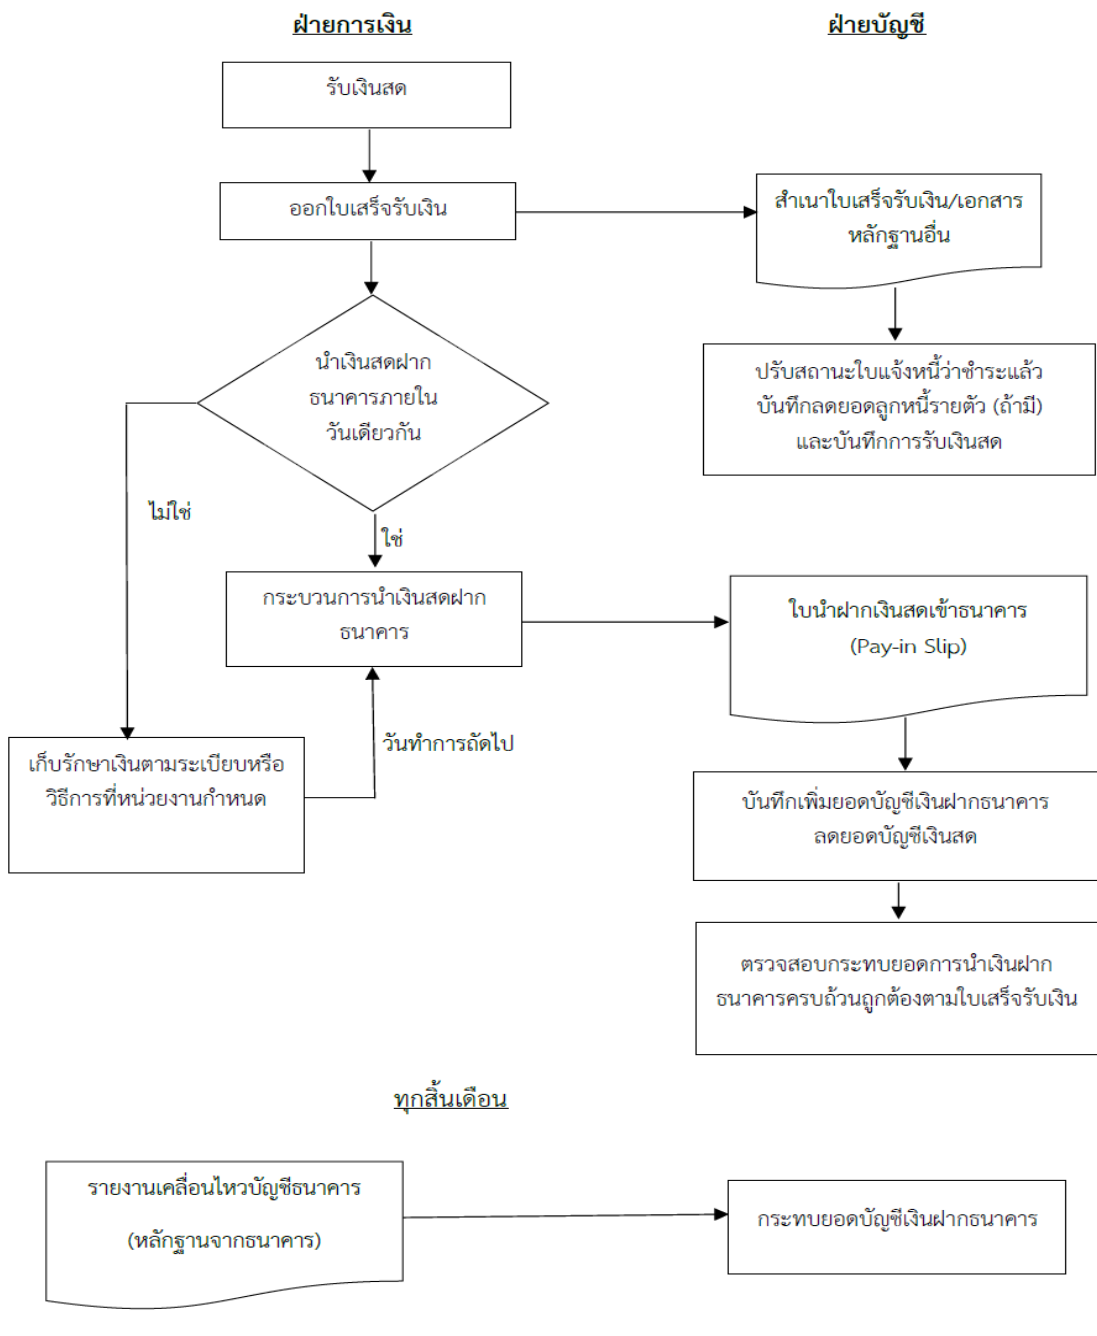 ฝ่ายการเงิน
ฝ่ายบัญชี
รับเงินสด
ออกใบเสร็จรับเงิน
สำเนาใบเสร็จรับเงิน/เอกสาร
หลักฐานอื่น
นำเงินสดฝาก
ธนาคารภายใน
วันเดียวกัน
ปรับสถานะใบแจ้งหนี้ว่าชำระแล้ว
บันทึกลดยอดลูกหนี้รายตัว (ถ้ามี)
และบันทึกการรับเงินสด
ไม่ใช่
ใช่
กระบวนการนำเงินสดฝาก
ธนาคาร
ใบนำฝากเงินสดเข้าธนาคาร
(Pay-in Slip)
วันทำการถัดไป
เก็บรักษาเงินตามระเบียบหรือ
วิธีการที่หน่วยงานกำหนด
บันทึกเพิ่มยอดบัญชีเงินฝากธนาคาร
ลดยอดบัญชีเงินสด
ตรวจสอบกระทบยอดการนำเงินฝาก
ธนาคารครบถ้วนถูกต้องตามใบเสร็จรับเงิน
ทุกสิ้นเดือน
รายงานเคลื่อนไหวบัญชีธนาคาร
(หลักฐานจากธนาคาร)
กระทบยอดบัญชีเงินฝากธนาคาร